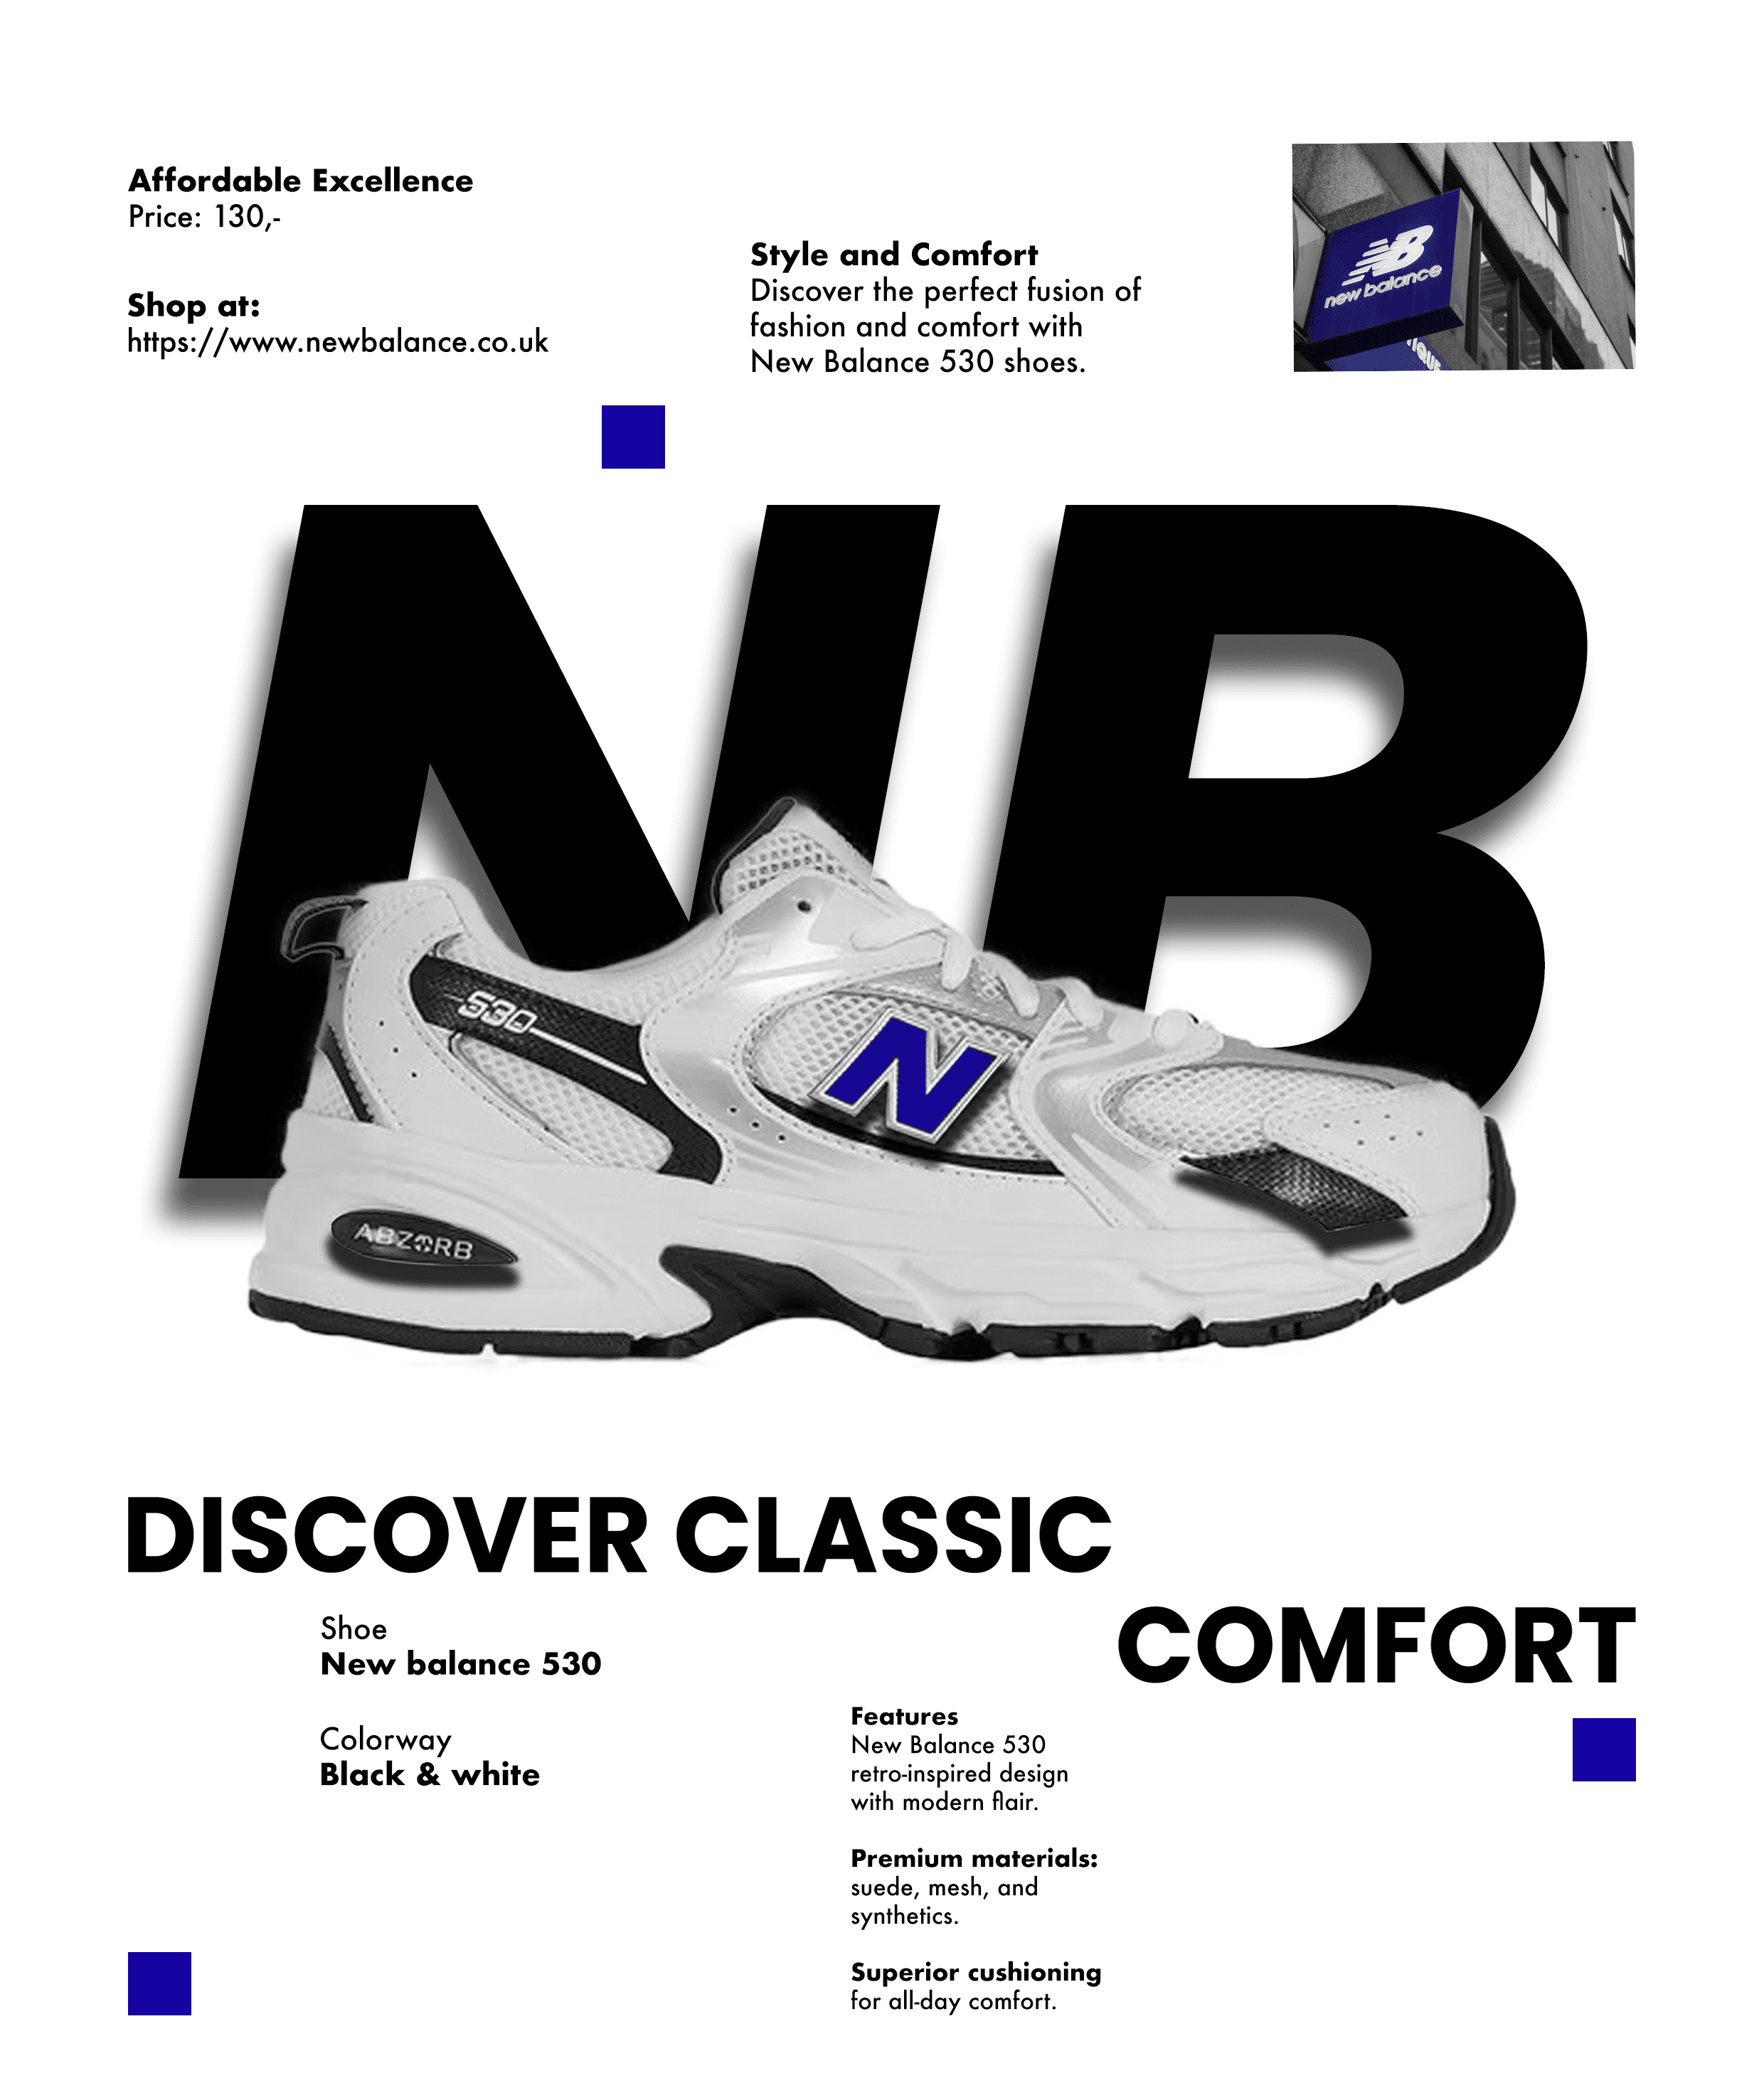 Affordable Excellence
Price: 130,-
Shop at:
https://www.newbalance.co.uk
Style and Comfort
Discover the perfect fusion of
fashion and comfort with
New Balance 530 shoes.
NB
new balance
NB
530
N
ABZORB
DISCOVER CLASSIC
COMFORT
Shoe
New balance 530
Colorway
Black & white
Features
New Balance 530
retro-inspired design
with modern flair.
Premium materials:
suede, mesh, and
synthetics.
Superior cushioning
for all-day comfort.